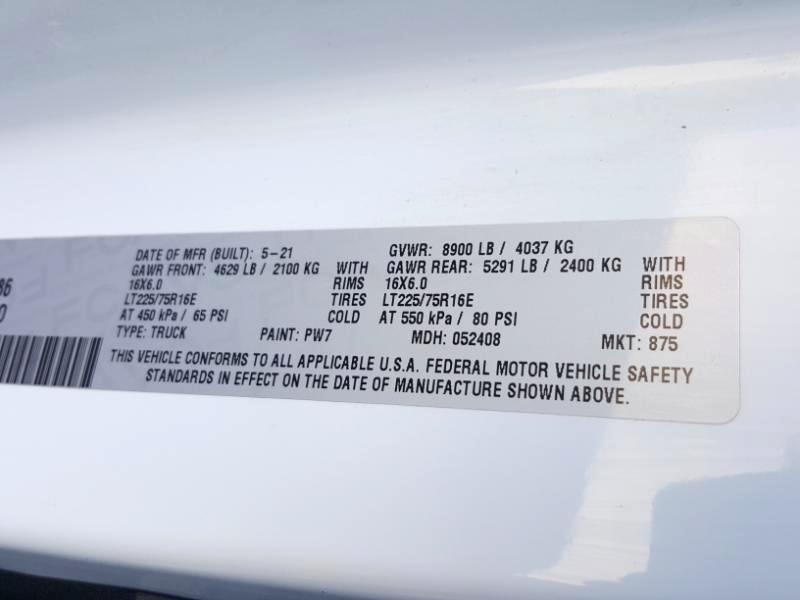 DATE OF MFR (BUILT): 5-21 GVWR: 8900 LB / 4037 KG
GAWR FRONT: 4629 LB / 2100 KG WITH GAWR REAR: 5291 LB / 2400 KG WITH
16X6.0 RIMS 16X6.0 RIMS
LT225/75R16E TIRES LT225/75R16E TIRES
AT 450 kPa / 65 PSI COLD AT 550 kPa / 80 PSI COLD
TYPE: TRUCK PAINT: PW7 MDH: 052408 MKT: 875
THIS VEHICLE CONFORMS TO ALL APPLICABLE U.S.A. FEDERAL MOTOR VEHICLE SAFETY
STANDARDS IN EFFECT ON THE DATE OF MANUFACTURE SHOWN ABOVE.